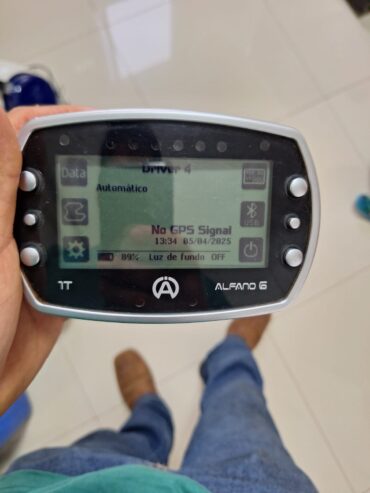 Driver 4
Data
Automático
USB
No GPS Signal
13:34 05/04/2025
89% Luz de fundo OFF
1T
ALFANO 6